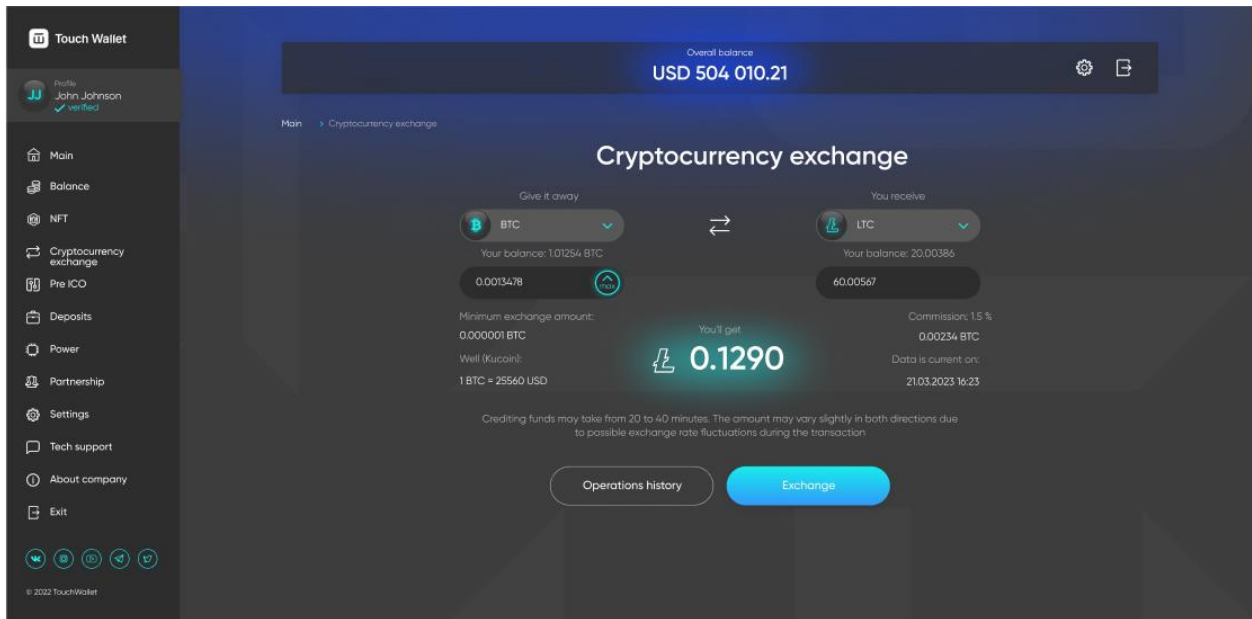 Touch Wallet
Profile
JJ
John Johnson
verified
Main
Balance
NFT
Cryptocurrency
exchange
Pre ICO
Deposits
Power
Partnership
Settings
Tech support
About company
Exit
© 2022 TouchWallet
Overall balance
USD 504 010.21
Main > Cryptocurrency exchange
Cryptocurrency exchange
Give it away
BTC
Your balance: 1.01254 BTC
0.0013478
max
You receive
LTC
Your balance: 20.00386
60.00567
Minimum exchange amount:
0.000001 BTC
Well (Kucoin):
1 BTC = 25560 USD
You'll get
0.1290
Commission: 1.5 %
0.00234 BTC
Data is current on:
21.03.2023 16:23
Crediting funds may take from 20 to 40 minutes. The amount may vary slightly in both directions due
to possible exchange rate fluctuations during the transaction
Operations history
Exchange